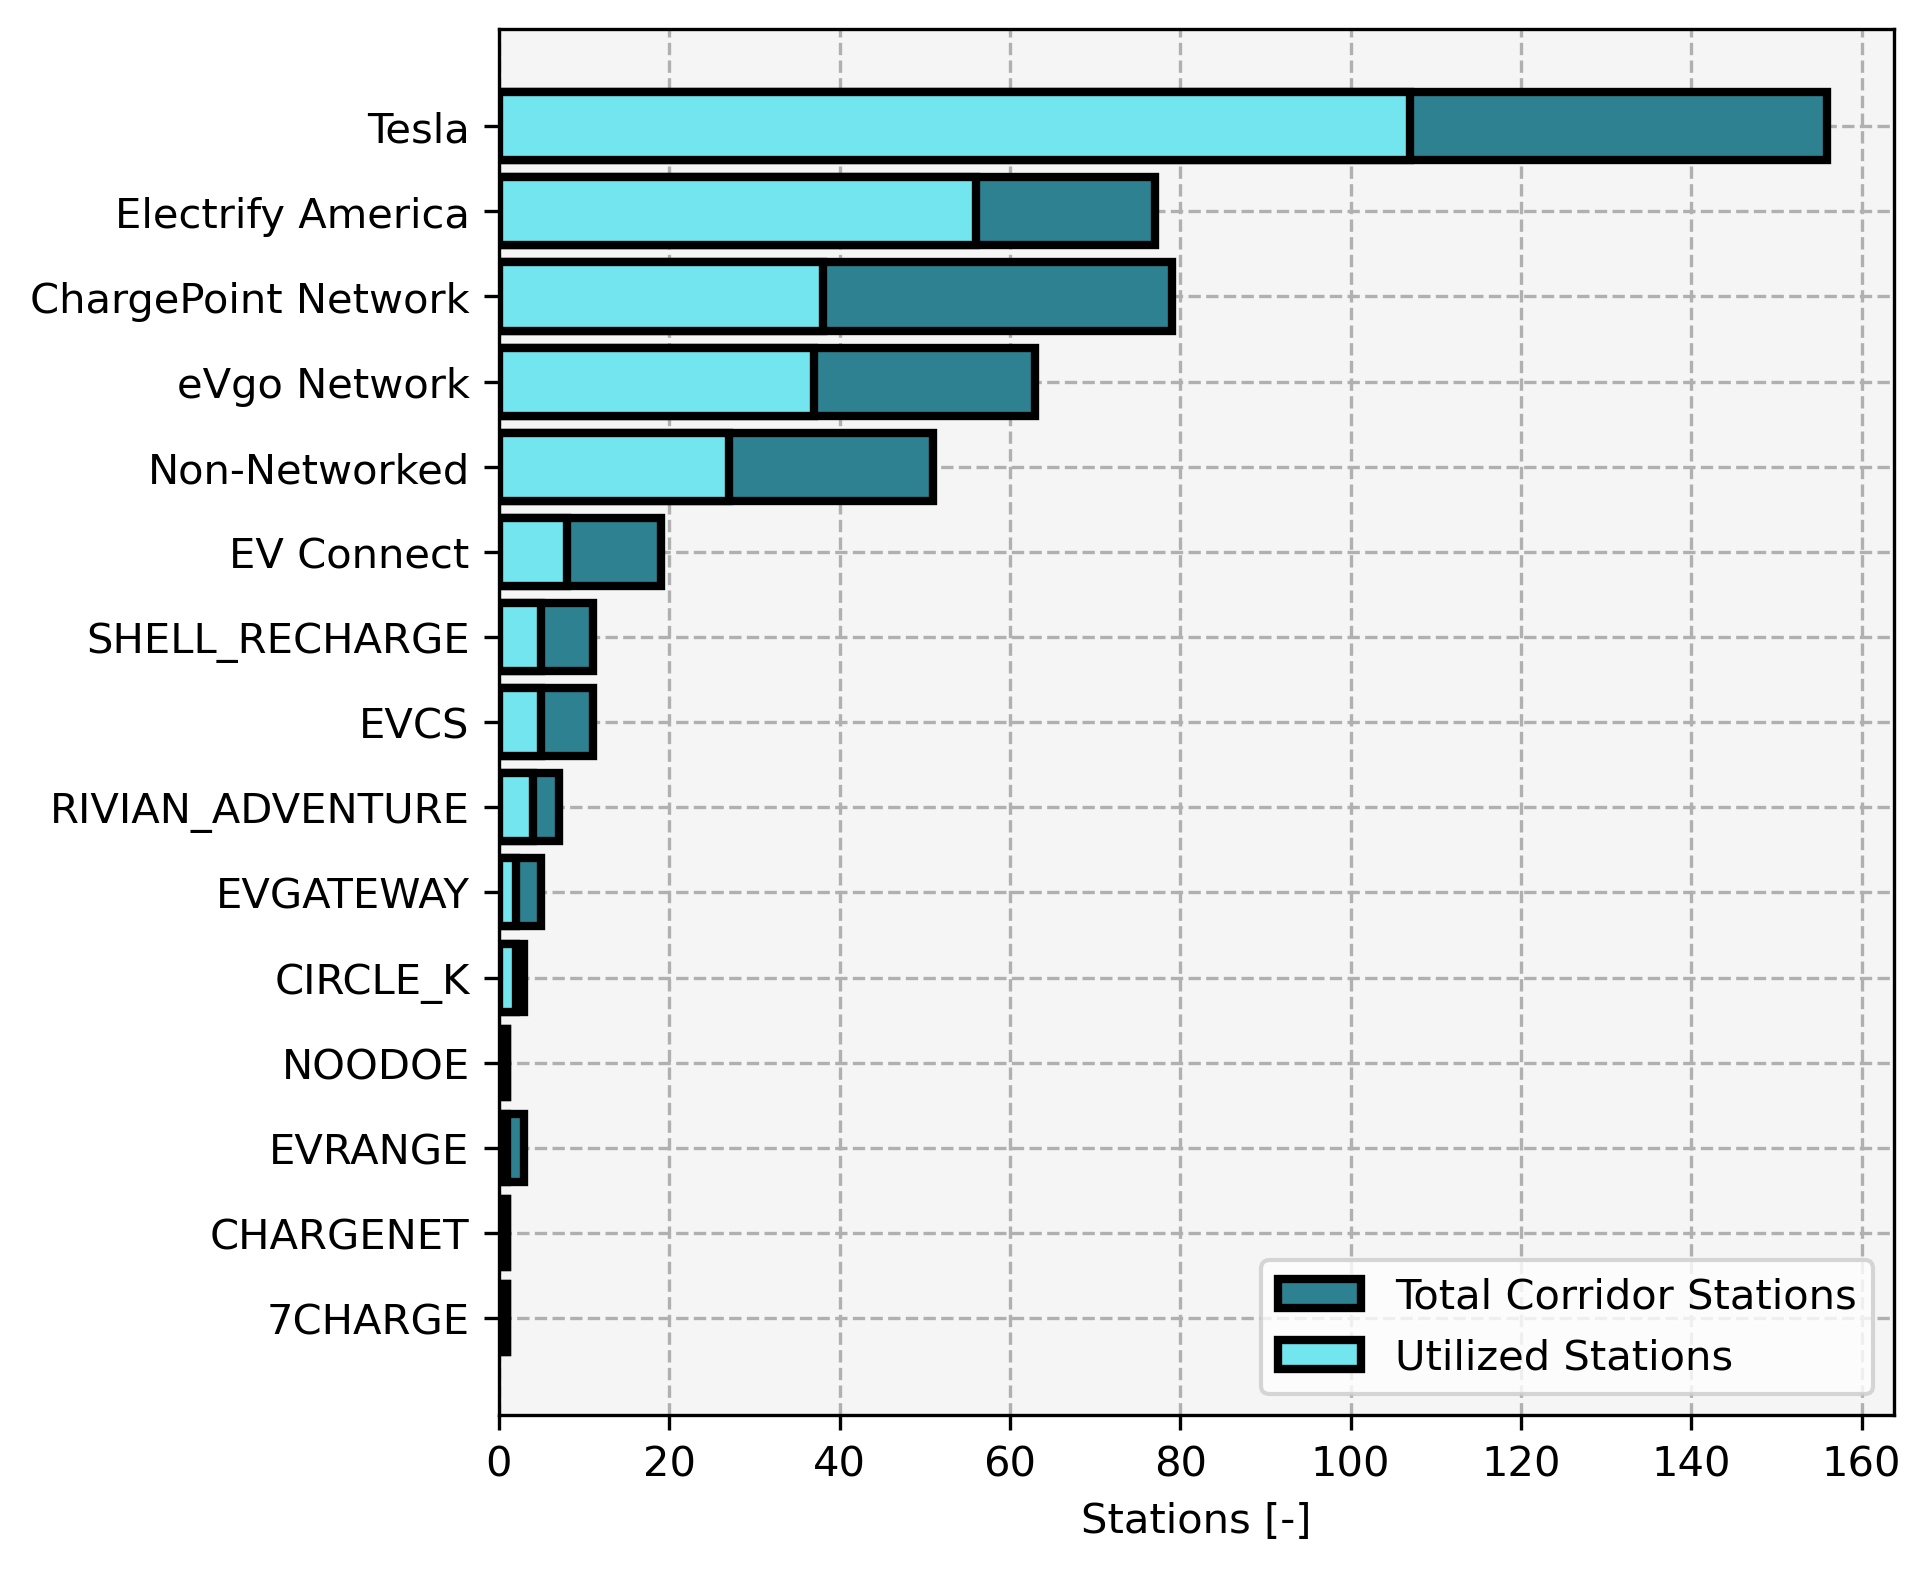 Tesla
Electrify America
ChargePoint Network
eVgo Network
Non-Networked
EV Connect
SHELL_RECHARGE
EVCS
RIVIAN_ADVENTURE
EVGATEWAY
CIRCLE_K
NOODOE
EVRANGE
CHARGENET
7CHARGE
Total Corridor Stations
Utilized Stations
0 20 40 60 80 100 120 140 160
Stations [-]